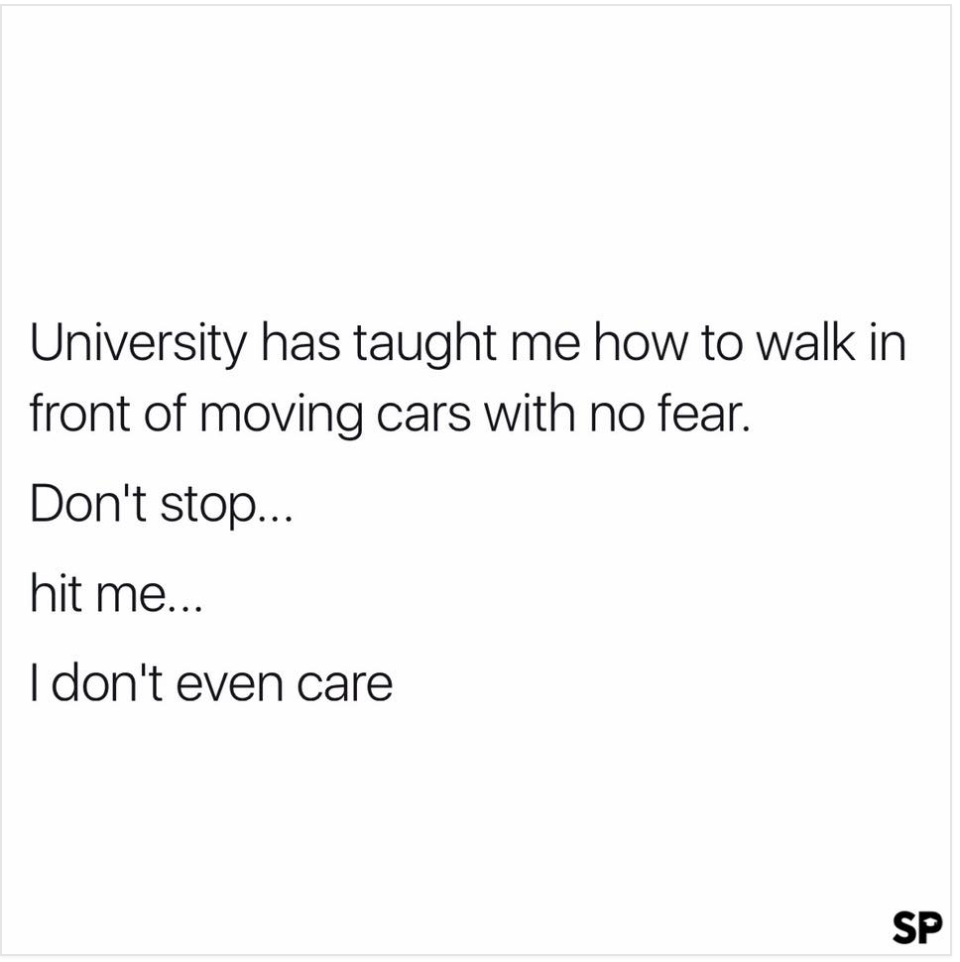 University has taught me how to walk in
front of moving cars with no fear.
Don't stop...
hit me...
I don't even care
SP